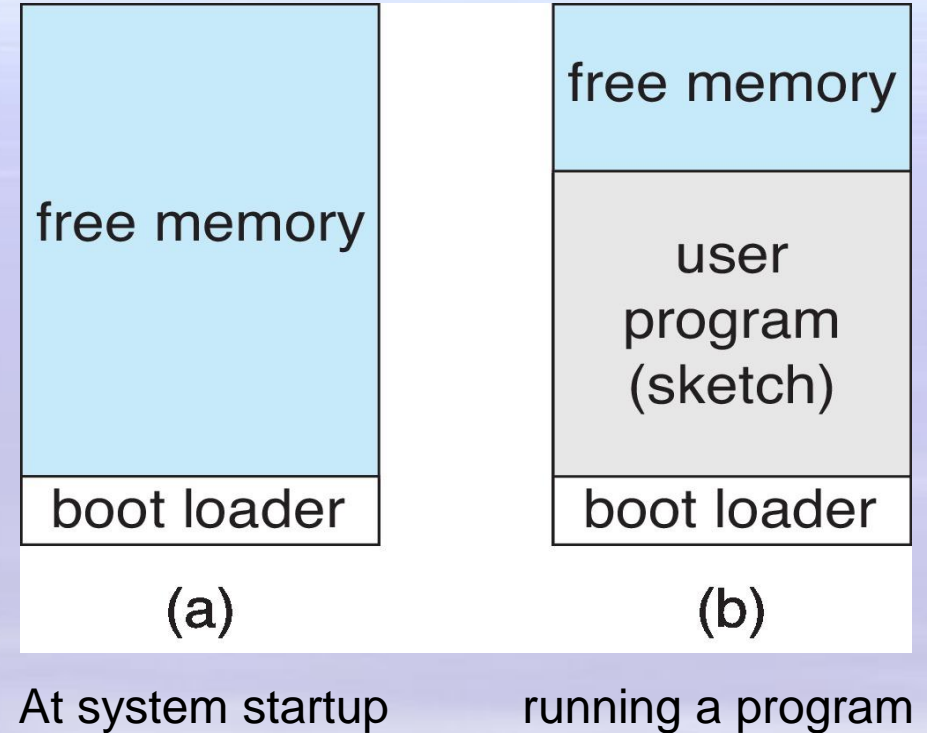 free memory
boot loader
(a)
At system startup
free memory
user
program
(sketch)
boot loader
(b)
running a program